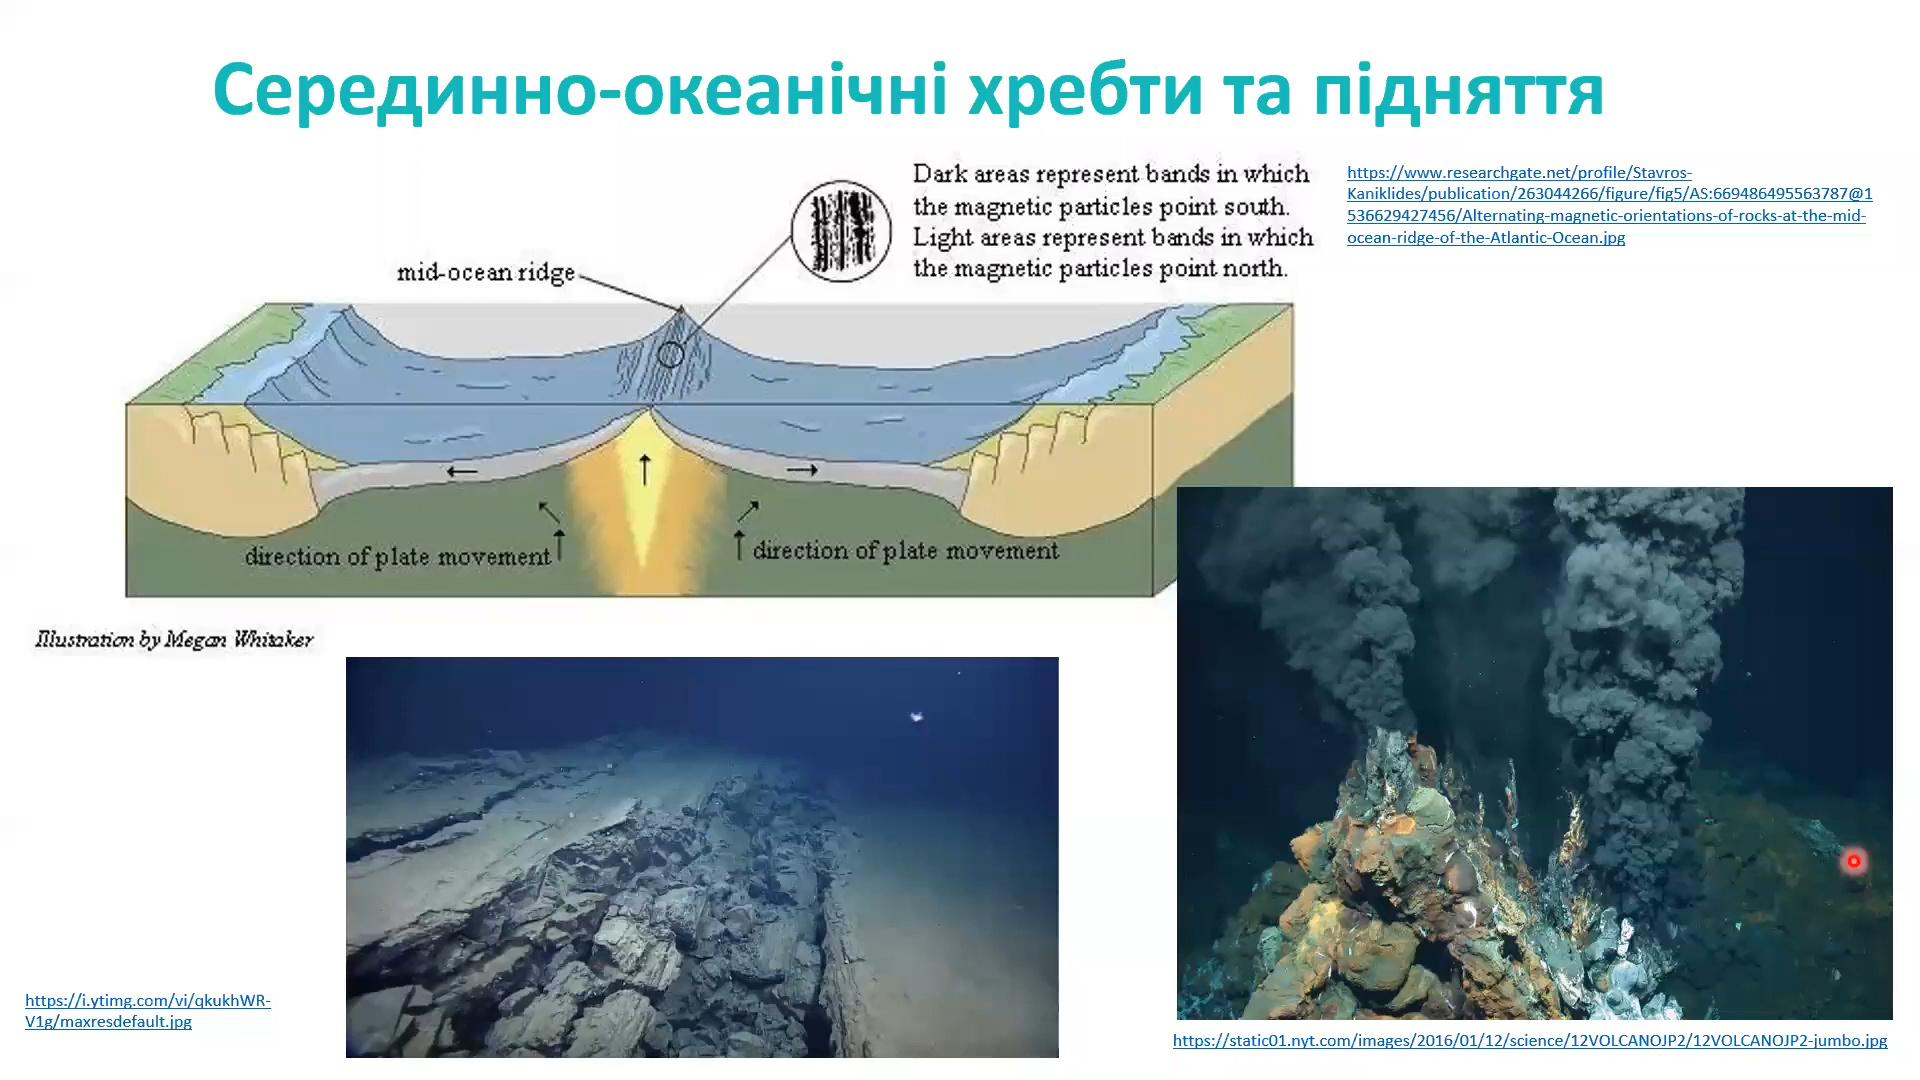 Серединно-океанічні хребти та підняття
Dark areas represent bands in which
the magnetic particles point south.
Light areas represent bands in which
the magnetic particles point north.
https://www.researchgate.net/profile/Stavros-
Kaniklides/publication/263044266/figure/fig5/AS:669486495563787@1
536629427456/Alternating-magnetic-orientations-of-rocks-at-the-mid-
ocean-ridge-of-the-Atlantic-Ocean.jpg
mid-ocean ridge
direction of plate movement
direction of plate movement
Illustration by Megan Whitaker
https://i.ytimg.com/vi/qkukhWR-
V1g/maxresdefault.jpg
https://static01.nyt.com/images/2016/01/12/science/12VOLCANOJP2/12VOLCANOJP2-jumbo.jpg